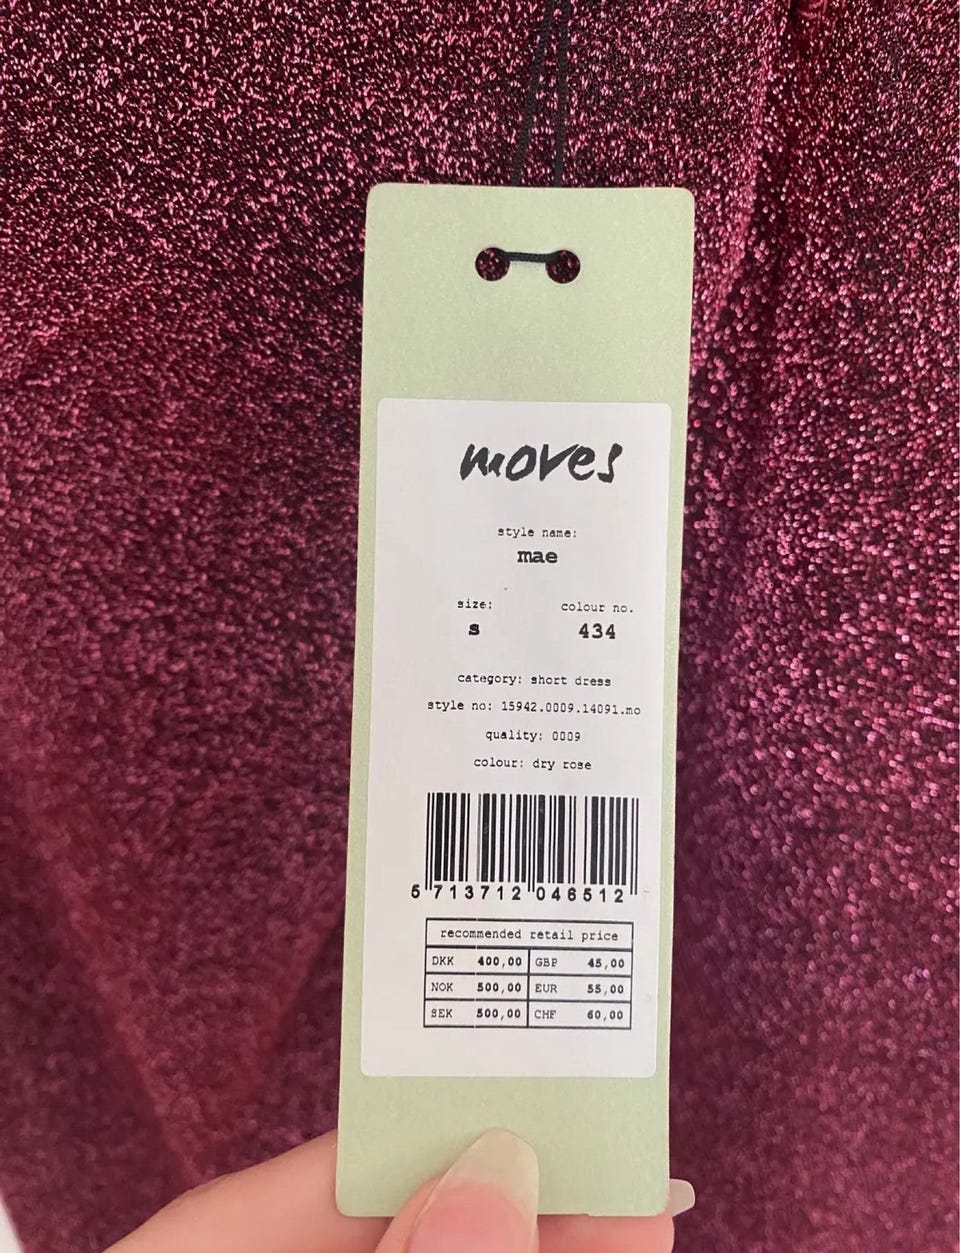 moves
style name:
mae
size: colour no.
s 434
category: short dress
style no: 15942.0009.14091.mo
quality: 0009
colour: dry rose
5 713712 046512
recommended retail price
DKK 400,00 GBP 45,00
NOK 500,00 EUR 55,00
SEK 500,00 CHF 60,00